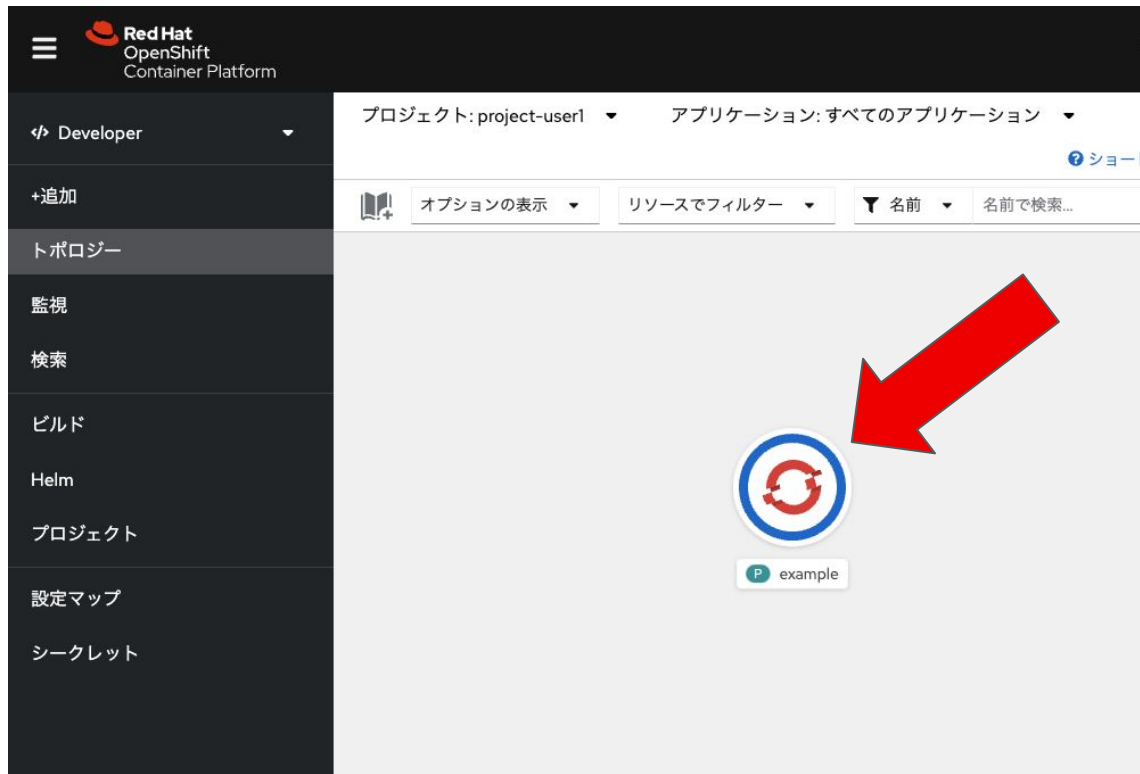 Red Hat
OpenShift
Container Platform
Developer
プロジェクト: project-user1
アプリケーション: すべてのアプリケーション
ショー
+追加
トポロジー
監視
検索
ビルド
Helm
プロジェクト
設定マップ
シークレット
オプションの表示
リソースでフィルター
名前
名前で検索...
P example